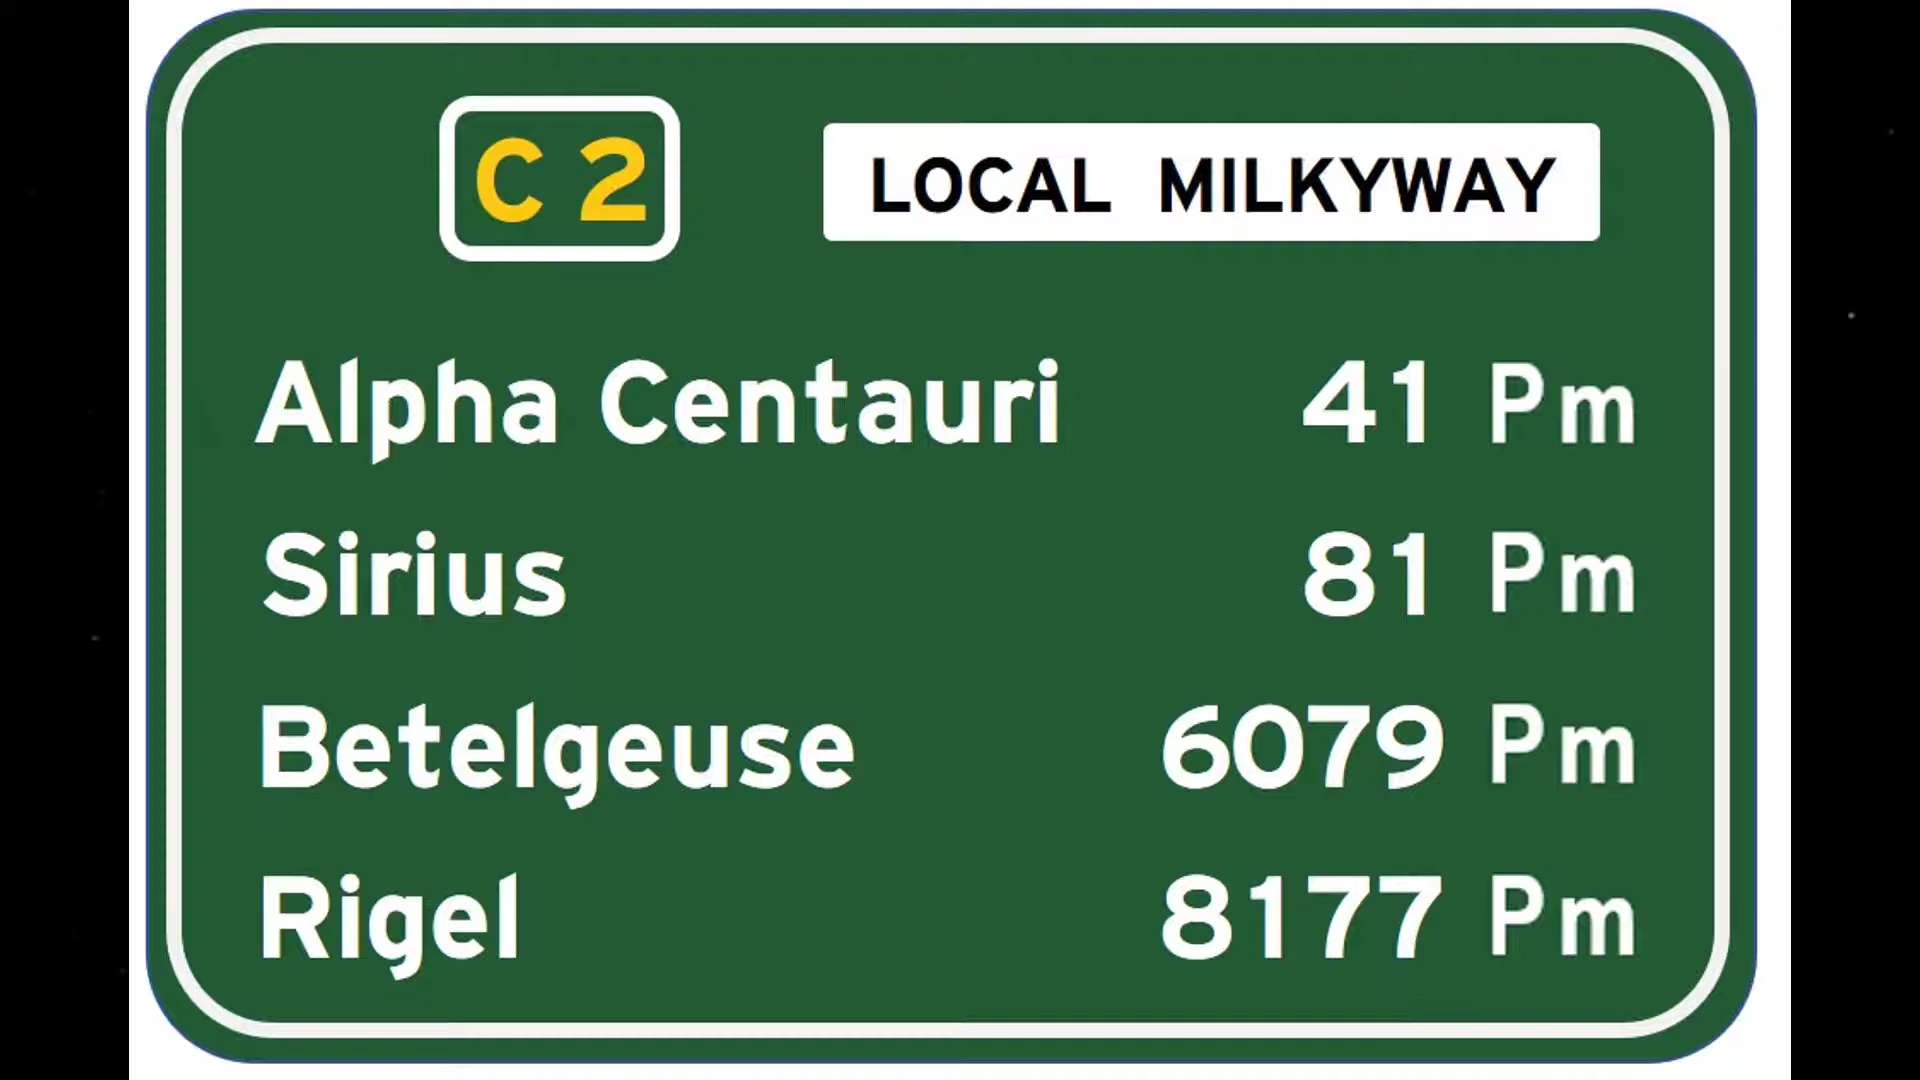 C 2 LOCAL MILKYWAY
Alpha Centauri 41 Pm
Sirius 81 Pm
Betelgeuse 6079 Pm
Rigel 8177 Pm